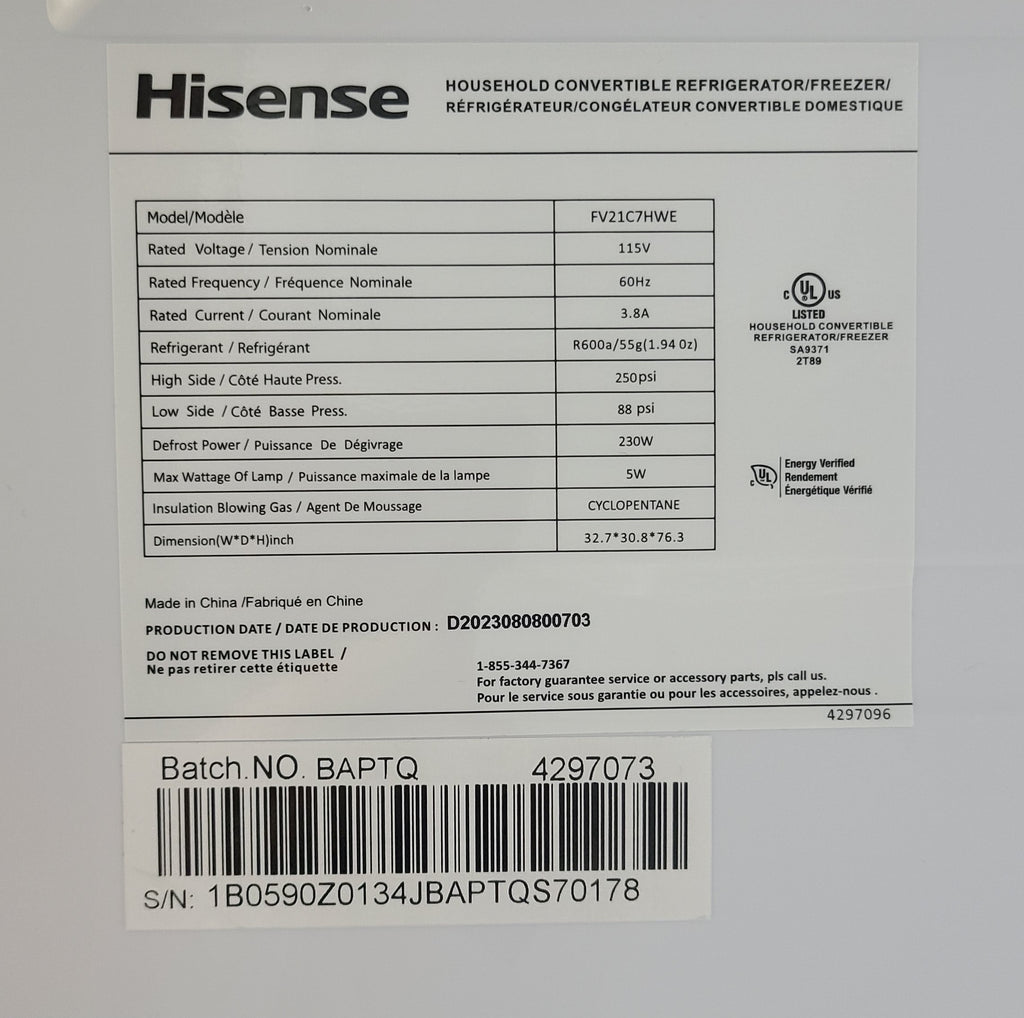 Hisense
HOUSEHOLD CONVERTIBLE REFRIGERATOR/FREEZER/
RÉFRIGÉRATEUR/CONGÉLATEUR CONVERTIBLE DOMESTIQUE
Model/Modèle FV21C7HWE
Rated Voltage / Tension Nominale 115V
Rated Frequency / Fréquence Nominale 60Hz
Rated Current / Courant Nominale 3.8A
Refrigerant / Refrigérant R600a/55g(1.94 0z)
High Side / Côté Haute Press. 250psi
Low Side / Côté Basse Press. 88 psi
Defrost Power / Puissance De Dégivrage 230W
Max Wattage Of Lamp / Puissance maximale de la lampe 5W
Insulation Blowing Gas / Agent De Moussage CYCLOPENTANE
Dimension(W*D*H)inch 32.7*30.8*76.3
C UL ® US
LISTED
HOUSEHOLD CONVERTIBLE
REFRIGERATOR/FREEZER
SA9371
2T89
c UL s
Energy Verified
Rendement
Énergétique Vérifié
Made in China /Fabriqué en Chine
PRODUCTION DATE / DATE DE PRODUCTION : D2023080800703
DO NOT REMOVE THIS LABEL /
Ne pas retirer cette étiquette
1-855-344-7367
For factory guarantee service or accessory parts, pls call us.
Pour le service sous garantie ou pour les accessoires, appelez-nous .
4297096
Batch.NO. BAPTQ 4297073
S/N: 1B0590Z0134JBAPTQS70178